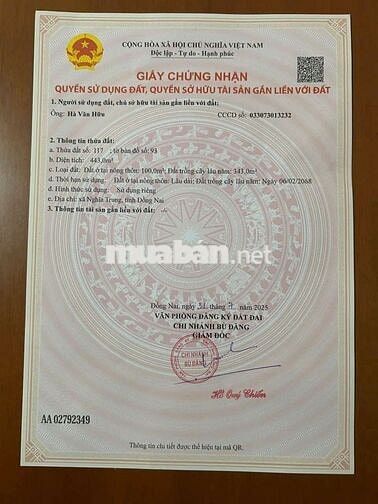 CỘNG HÒA XÃ HỘI CHỦ NGHĨA VIỆT NAM
Độc lập - Tự do - Hạnh phúc
GIẤY CHỨNG NHẬN
QUYỀN SỬ DỤNG ĐẤT, QUYỀN SỞ HỮU TÀI SẢN GẮN LIỀN VỚI ĐẤT
1. Người sử dụng đất, chủ sở hữu tài sản gắn liền với đất:
Ông: Hà Văn Hữu CCCD số: 033073013232
2. Thông tin thửa đất:
a. Thửa đất số: 117 ; tờ bản đồ số: 93
b. Diện tích: 443,0m²
c. Loại đất: Đất ở tại nông thôn: 100,0m²; Đất trồng cây lâu năm: 343,0m²
d. Thời hạn sử dụng: Đất ở tại nông thôn: Lâu dài; Đất trồng cây lâu năm: Ngày 06/02/2068
đ. Hình thức sử dụng: Sử dụng riêng
e. Địa chỉ: xã Nghĩa Trung, tỉnh Đồng Nai
3. Thông tin tài sản gắn liền với đất: -/-
muaban.net
Đồng Nai, ngày tháng năm 2025
VĂN PHÒNG ĐĂNG KÝ ĐẤT ĐAI
CHI NHÁNH BÙ ĐĂNG
GIÁM ĐỐC
CHI NHÁNH
BÙ ĐĂNG
Hồ Quý Chiến
AA 02792349
Thông tin chi tiết được thể hiện tại mã QR.